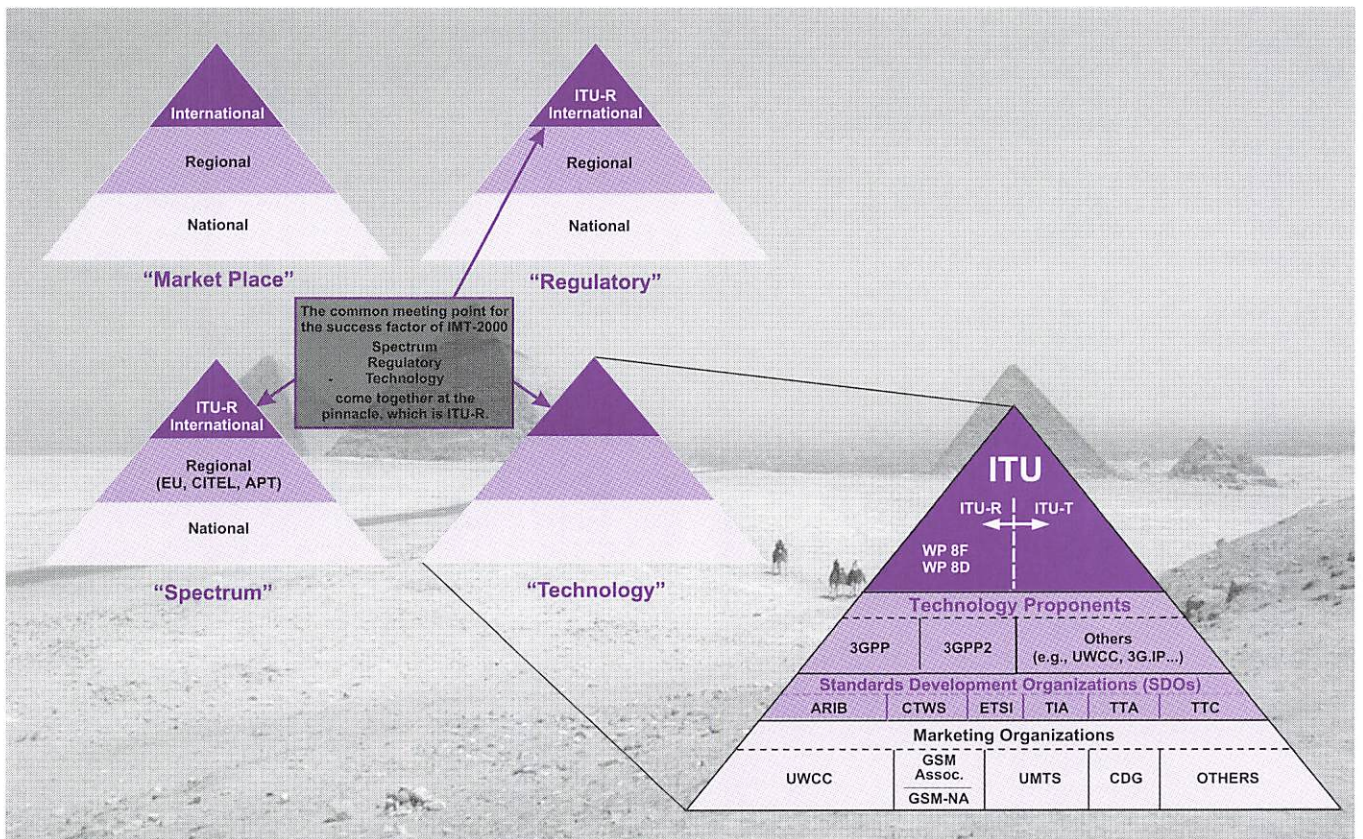 International
Regional
National
“Market Place”
ITU-R
International
Regional
National
“Regulatory”
The common meeting point for
the success factor of IMT-2000
Spectrum
Regulatory
Technology
come together at the
pinnacle, which is ITU-R.
ITU-R
International
Regional
(EU, CITEL, APT)
National
“Spectrum”
“Technology”
ITU
ITU-R
ITU-T
WP 8F
WP 8D
Technology Proponents
3GPP
3GPP2
Others
(e.g., UWCC, 3G.IP...)
Standards Development Organizations (SDOs)
ARIB
CTWS
ETSI
TIA
TTA
TTC
Marketing Organizations
UWCC
GSM
Assoc.
GSM-NA
UMTS
CDG
OTHERS